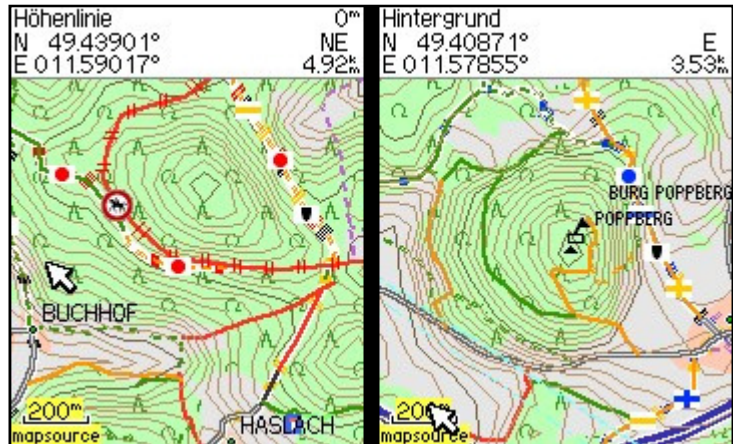 Höhenlinie 0m
N 49.43901° NE
E 011.59017° 4.92km
BUCHHOF
HASLACH
200m
mapsource
Hintergrund
N 49.40871° E
E 011.57855° 3.53km
BURG POPPBERG
POPPBERG
200m
mapsource